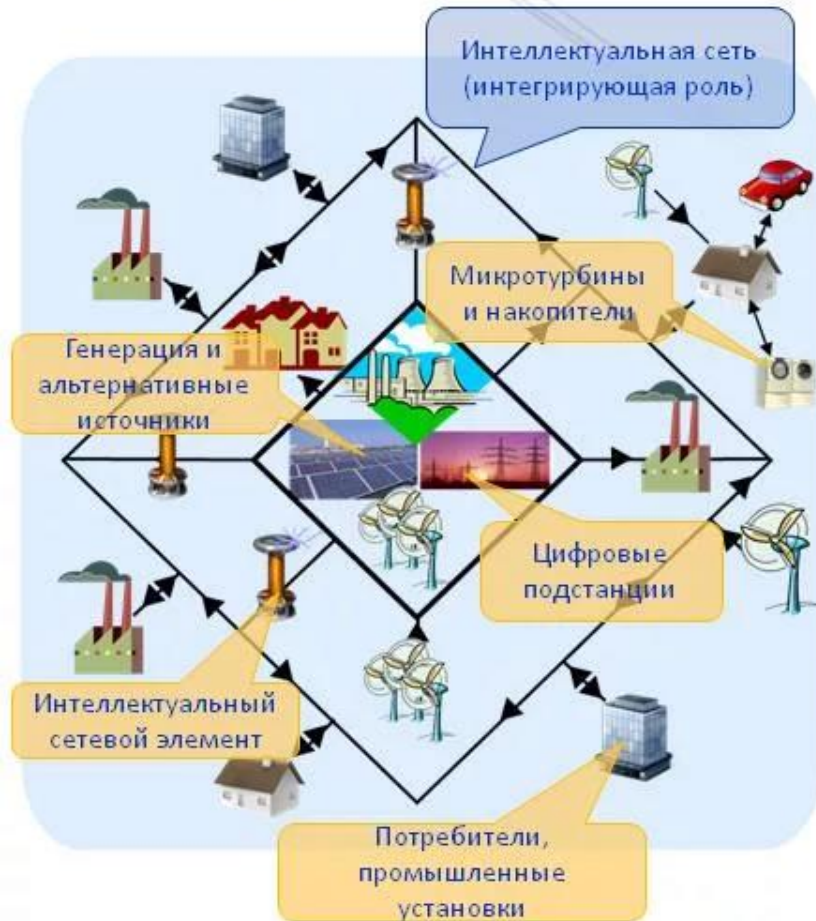 Интеллектуальная сеть
(интегрирующая роль)
Микротурбины
и накопители
Генерация и
альтернативные
источники
Цифровые
подстанции
Интеллектуальный
сетевой элемент
Потребители,
промышленные
установки